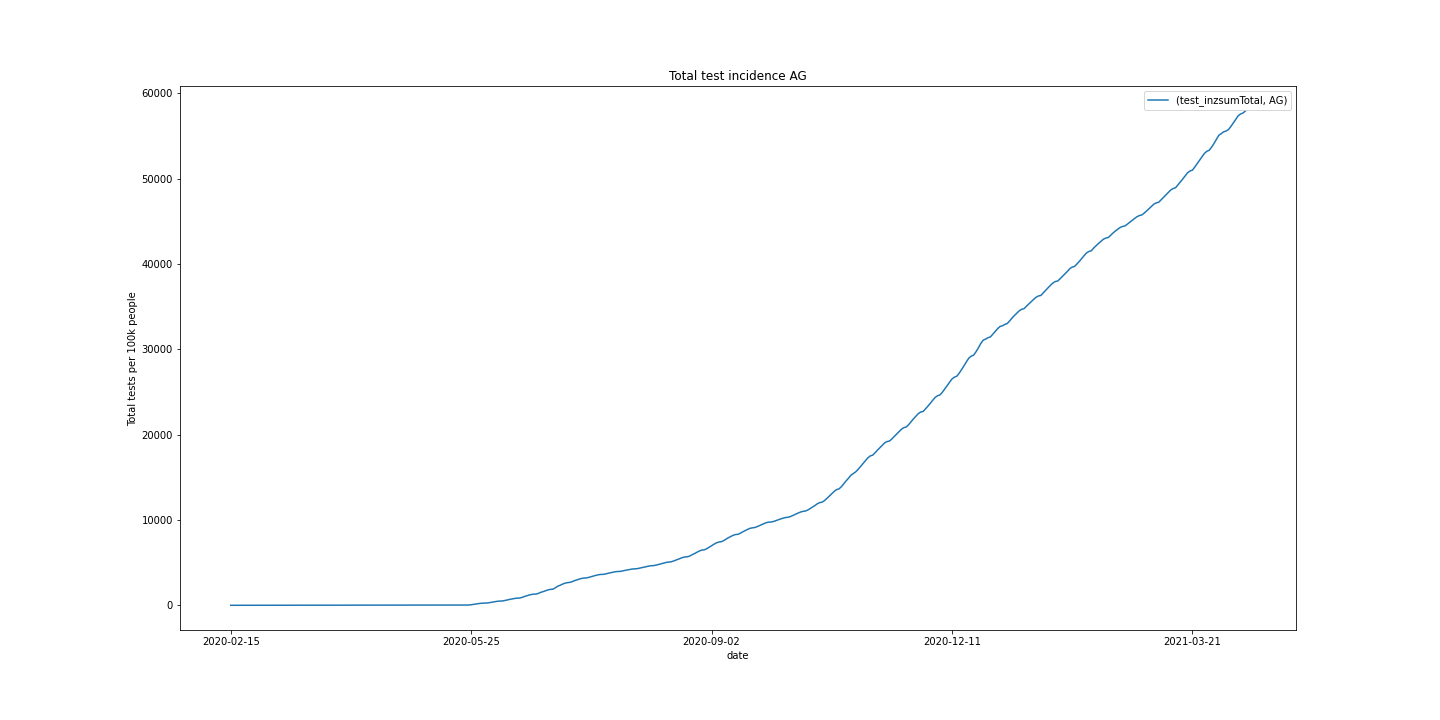 Total test incidence AG
(test_inzsumTotal, AG)
60000
50000
40000
30000
20000
10000
0
Total tests per 100k people
2020-02-15 2020-05-25 2020-09-02 2020-12-11 2021-03-21
date